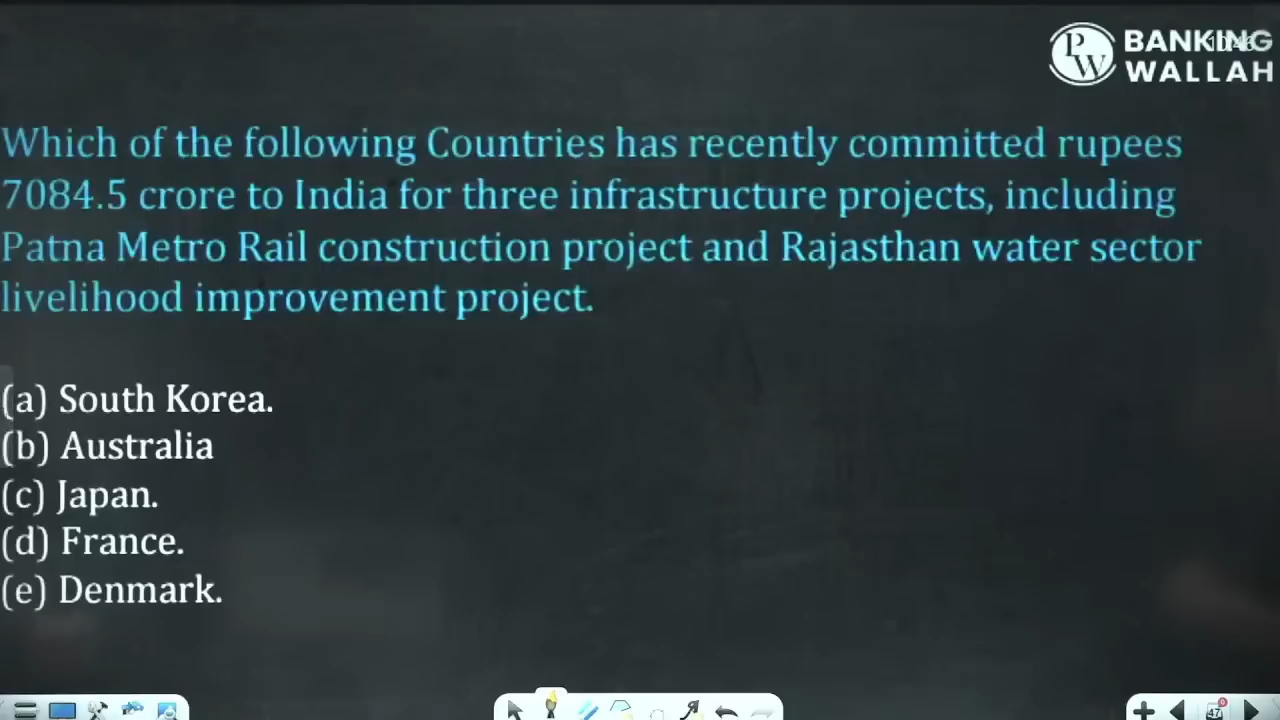 PW BANKING
WALLAH
Which of the following Countries has recently committed rupees
7084.5 crore to India for three infrastructure projects, including
Patna Metro Rail construction project and Rajasthan water sector
livelihood improvement project.
(a) South Korea.
(b) Australia
(c) Japan.
(d) France.
(e) Denmark.
47